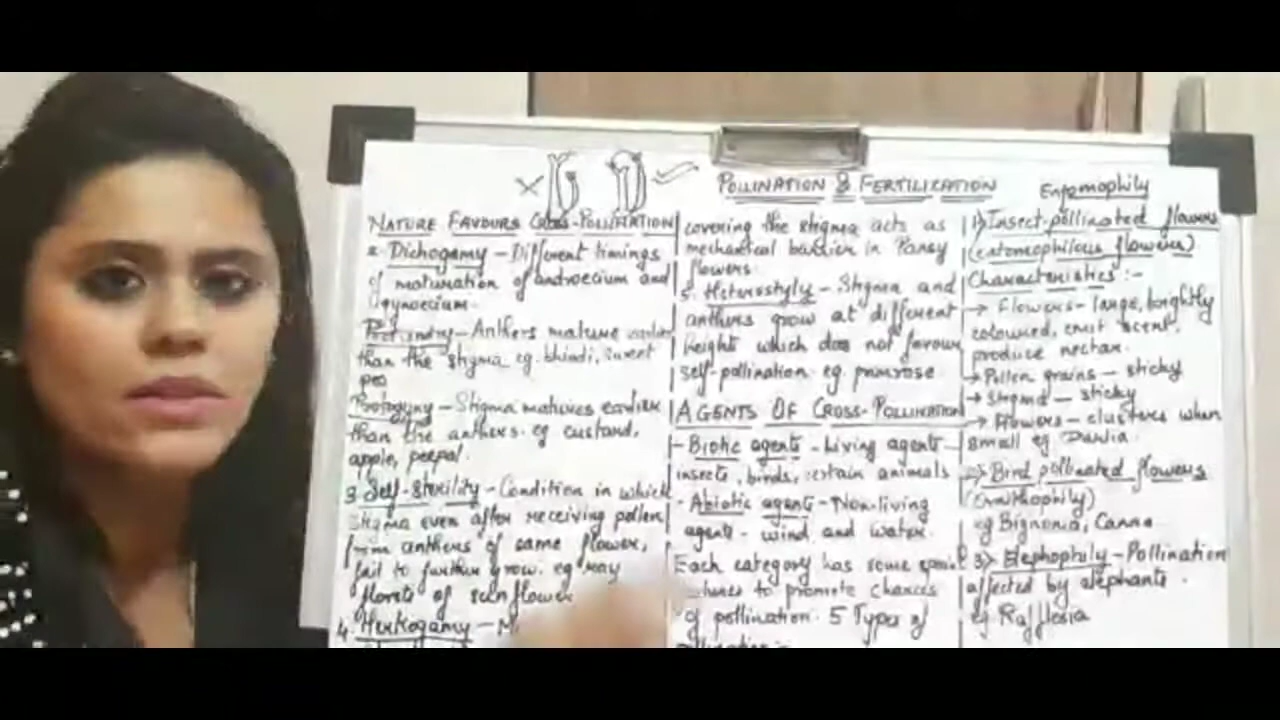 POLLINATION & FERTILIZATION
NATURE FAVOURS CROSS-POLLINATION
2. Dichogamy - Different timings
of maturation of androecium and
gynoecium.
Protandry - Anthers mature earlier
than the stigma eg. bhindi, sweet
pea
Protogyny - Stigma matures earlier
than the anthers. eg custard,
apple, peepal.
3. Self-Sterility - Condition in which
stigma even after receiving pollen
from anthers of same flower,
fail to further grow. eg ray
florets of sunflower
4. Herkogamy -
covering the stigma acts as
mechanical barrier in Pansy
flowers.
5. Heterostyly - Stigma and
anthers grow at different
height which does not favour
self-pollination. eg. primrose
AGENTS OF CROSS-POLLINATION
- Biotic agents - Living agents
insects, birds, certain animals
- Abiotic agents - Non-living
agents - wind and water.
Each category has some special
to promote chances
of pollination. 5 Types of
Entomophily
1) Insect-pollinated flowers
(entomophilous flowers)
Characteristics :-
→ Flowers - large, brightly
coloured, emit scent,
produce nectar.
→ Pollen grains - sticky
→ Stigma - sticky
→ Flowers - clusters when
small eg
2) Bird pollinated flowers
(Ornithophily)
eg Bignonia, Canna
3) Elephophily - Pollination
affected by elephants.
eg. Rafflesia